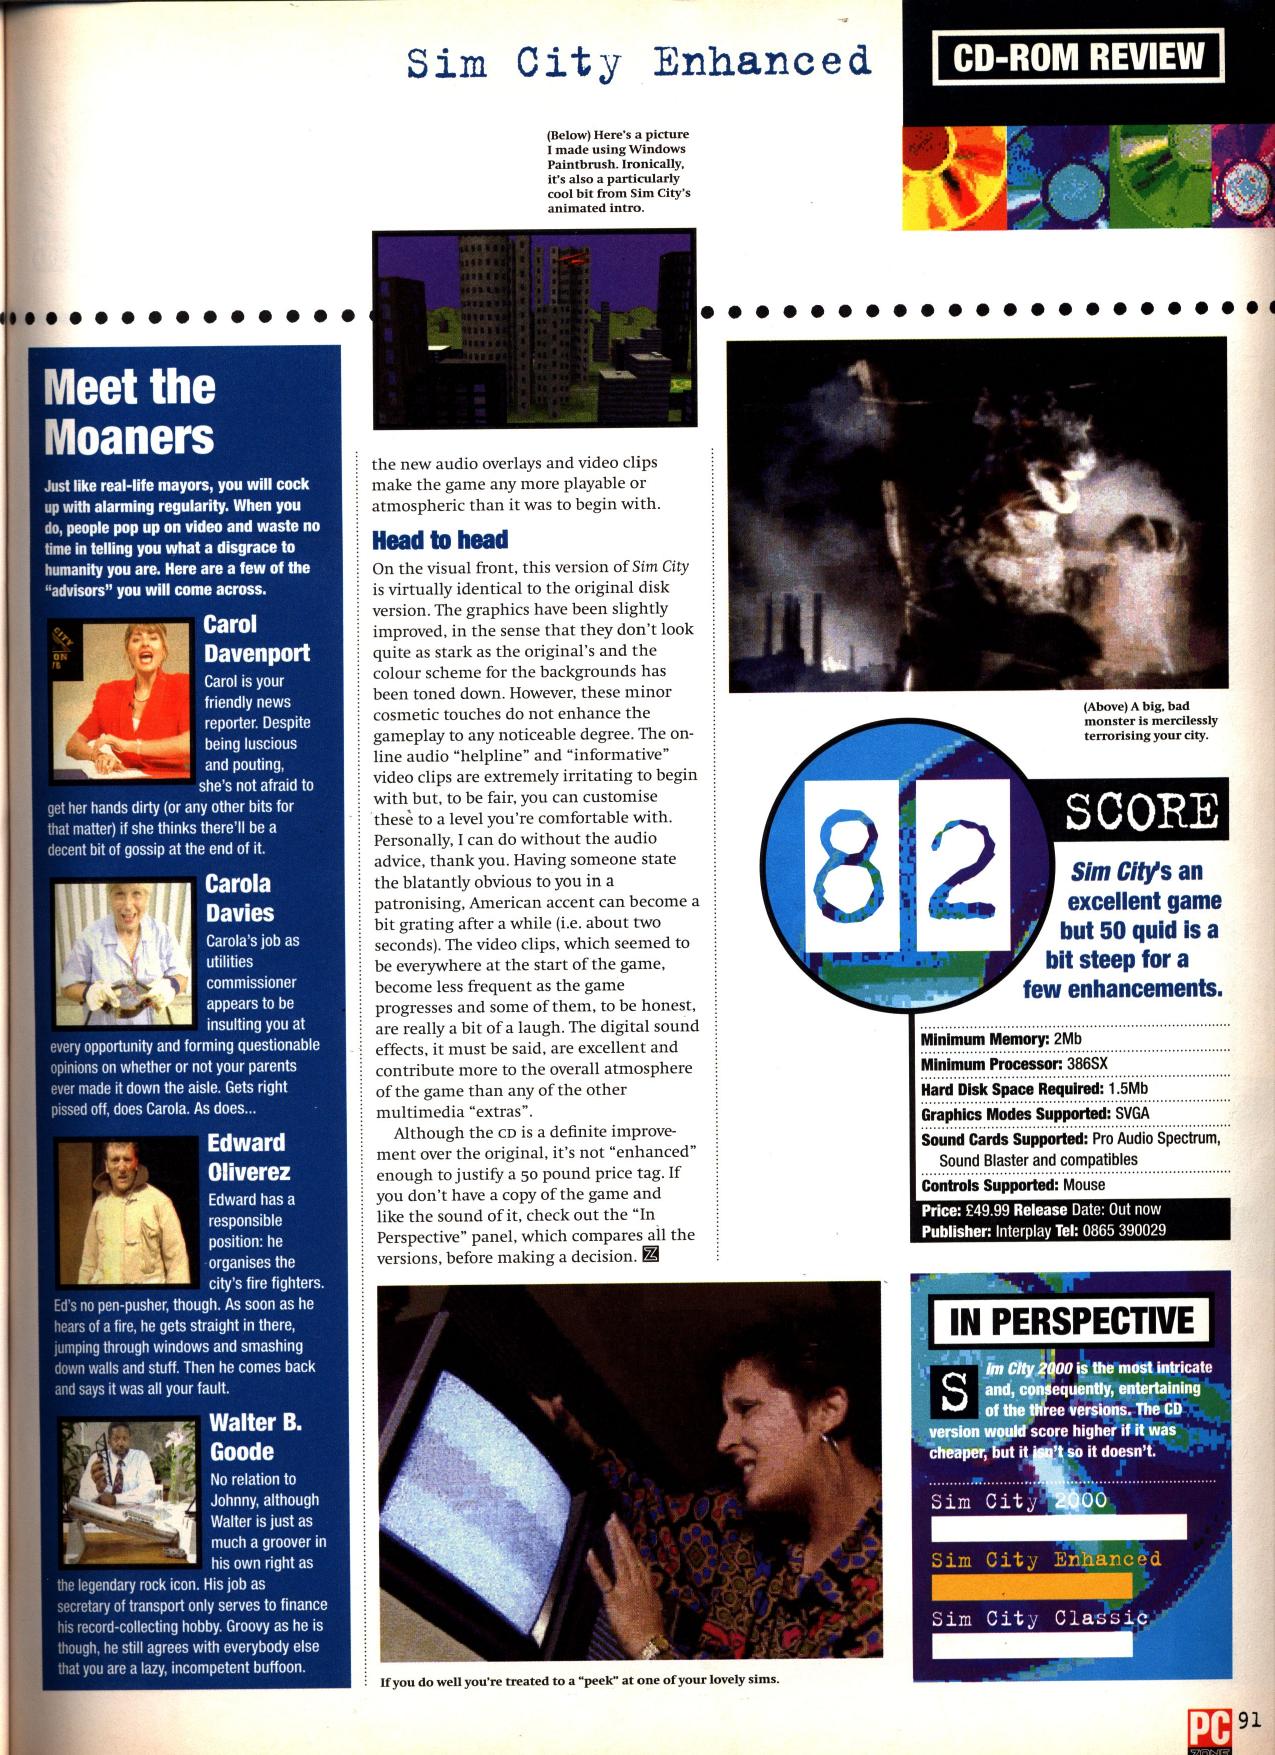 Sim City Enhanced
CD-ROM REVIEW
(Below) Here's a picture
I made using Windows
Paintbrush. Ironically,
it's also a particularly
cool bit from Sim City's
animated intro.
Meet the
Moaners
Just like real-life mayors, you will cock
up with alarming regularity. When you
do, people pop up on video and waste no
time in telling you what a disgrace to
humanity you are. Here are a few of the
“advisors” you will come across.
CITY
ON
Carol
Davenport
Carol is your
friendly news
reporter. Despite
being luscious
and pouting,
she's not afraid to
get her hands dirty (or any other bits for
that matter) if she thinks there'll be a
decent bit of gossip at the end of it.
Carola
Davies
Carola's job as
utilities
commissioner
appears to be
insulting you at
every opportunity and forming questionable
opinions on whether or not your parents
ever made it down the aisle. Gets right
pissed off, does Carola. As does...
Edward
Oliverez
Edward has a
responsible
position: he
organises the
city's fire fighters.
Ed's no pen-pusher, though. As soon as he
hears of a fire, he gets straight in there,
jumping through windows and smashing
down walls and stuff. Then he comes back
and says it was all your fault.
Walter B.
Goode
No relation to
Johnny, although
Walter is just as
much a groover in
his own right as
the legendary rock icon. His job as
secretary of transport only serves to finance
his record-collecting hobby. Groovy as he is
though, he still agrees with everybody else
that you are a lazy, incompetent buffoon.
the new audio overlays and video clips
make the game any more playable or
atmospheric than it was to begin with.
Head to head
On the visual front, this version of Sim City
is virtually identical to the original disk
version. The graphics have been slightly
improved, in the sense that they don't look
quite as stark as the original's and the
colour scheme for the backgrounds has
been toned down. However, these minor
cosmetic touches do not enhance the
gameplay to any noticeable degree. The on-
line audio “helpline” and “informative”
video clips are extremely irritating to begin
with but, to be fair, you can customise
these to a level you're comfortable with.
Personally, I can do without the audio
advice, thank you. Having someone state
the blatantly obvious to you in a
patronising, American accent can become a
bit grating after a while (i.e. about two
seconds). The video clips, which seemed to
be everywhere at the start of the game,
become less frequent as the game
progresses and some of them, to be honest,
are really a bit of a laugh. The digital sound
effects, it must be said, are excellent and
contribute more to the overall atmosphere
of the game than any of the other
multimedia “extras”.
Although the CD is a definite improve-
ment over the original, it's not “enhanced”
enough to justify a 50 pound price tag. If
you don't have a copy of the game and
like the sound of it, check out the “In
Perspective” panel, which compares all the
versions, before making a decision. Z
If you do well you're treated to a “peek” at one of your lovely sims.
(Above) A big, bad
monster is mercilessly
terrorising your city.
82
SCORE
Sim City's an
excellent game
but 50 quid is a
bit steep for a
few enhancements.
Minimum Memory: 2Mb
Minimum Processor: 386SX
Hard Disk Space Required: 1.5Mb
Graphics Modes Supported: SVGA
Sound Cards Supported: Pro Audio Spectrum,
Sound Blaster and compatibles
Controls Supported: Mouse
Price: £49.99 Release Date: Out now
Publisher: Interplay Tel: 0865 390029
IN PERSPECTIVE
Sim City 2000 is the most intricate
and, consequently, entertaining
of the three versions. The CD
version would score higher if it was
cheaper, but it isn't so it doesn't.
Sim City 2000
Sim City Enhanced
Sim City Classic
PC
ZONE
91